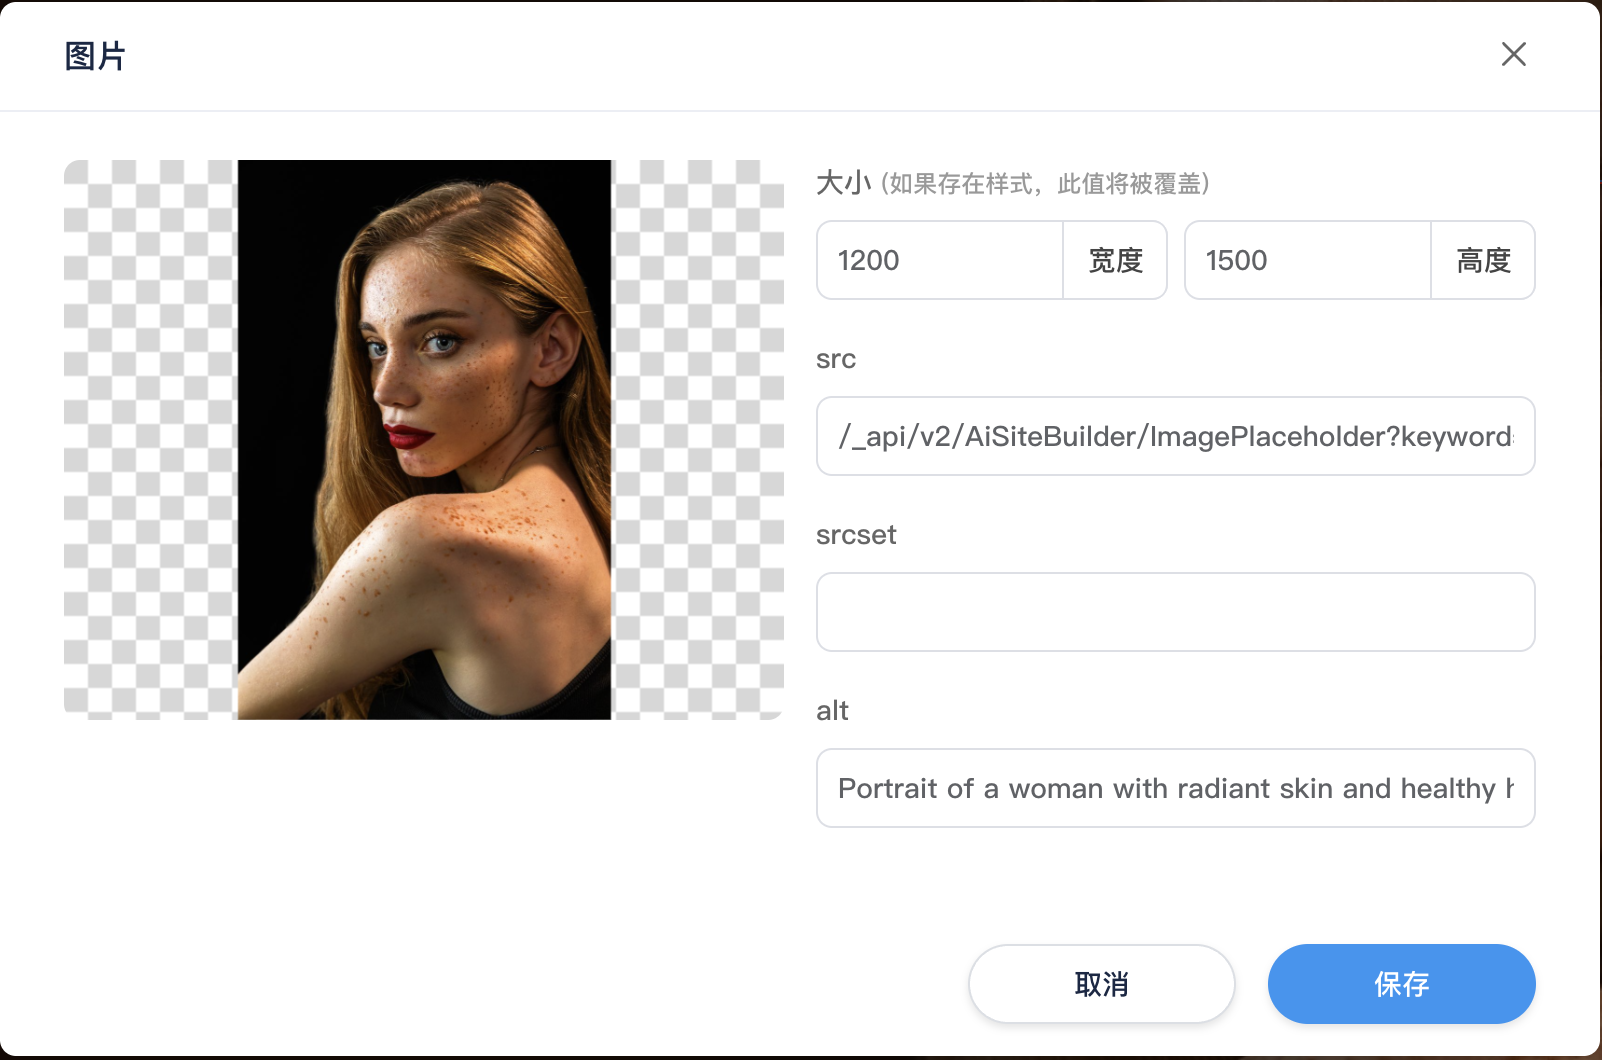 图片
大小 (如果存在样式，此值将被覆盖)
1200 宽度 1500 高度
src
/_api/v2/AiSiteBuilder/ImagePlaceholder?keyword
srcset
alt
Portrait of a woman with radiant skin and healthy
取消 保存